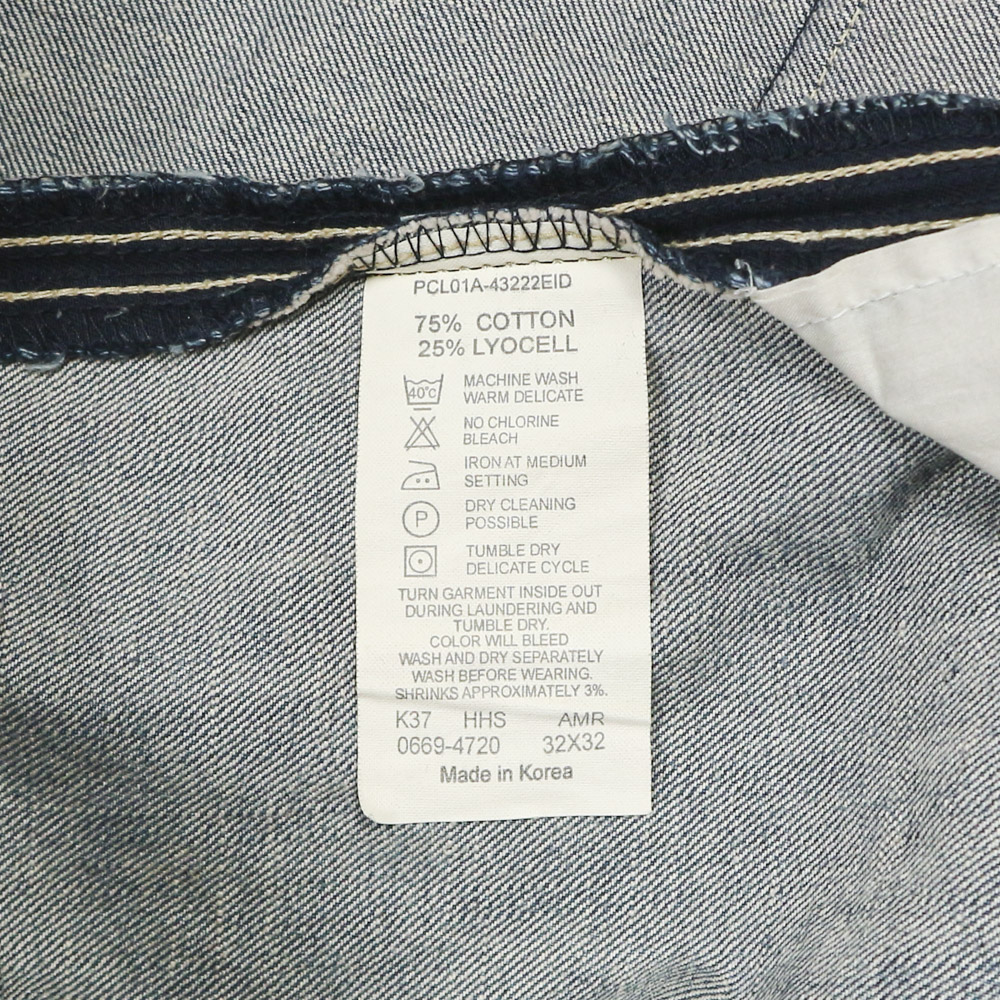 PCL01A-43222EID
75% COTTON
25% LYOCELL
40°C MACHINE WASH
WARM DELICATE
NO CHLORINE
BLEACH
IRON AT MEDIUM
SETTING
P DRY CLEANING
POSSIBLE
TUMBLE DRY
DELICATE CYCLE
TURN GARMENT INSIDE OUT
DURING LAUNDERING AND
TUMBLE DRY.
COLOR WILL BLEED
WASH AND DRY SEPARATELY
WASH BEFORE WEARING.
SHRINKS APPROXIMATELY 3%.
K37 HHS AMR
0669-4720 32X32
Made in Korea